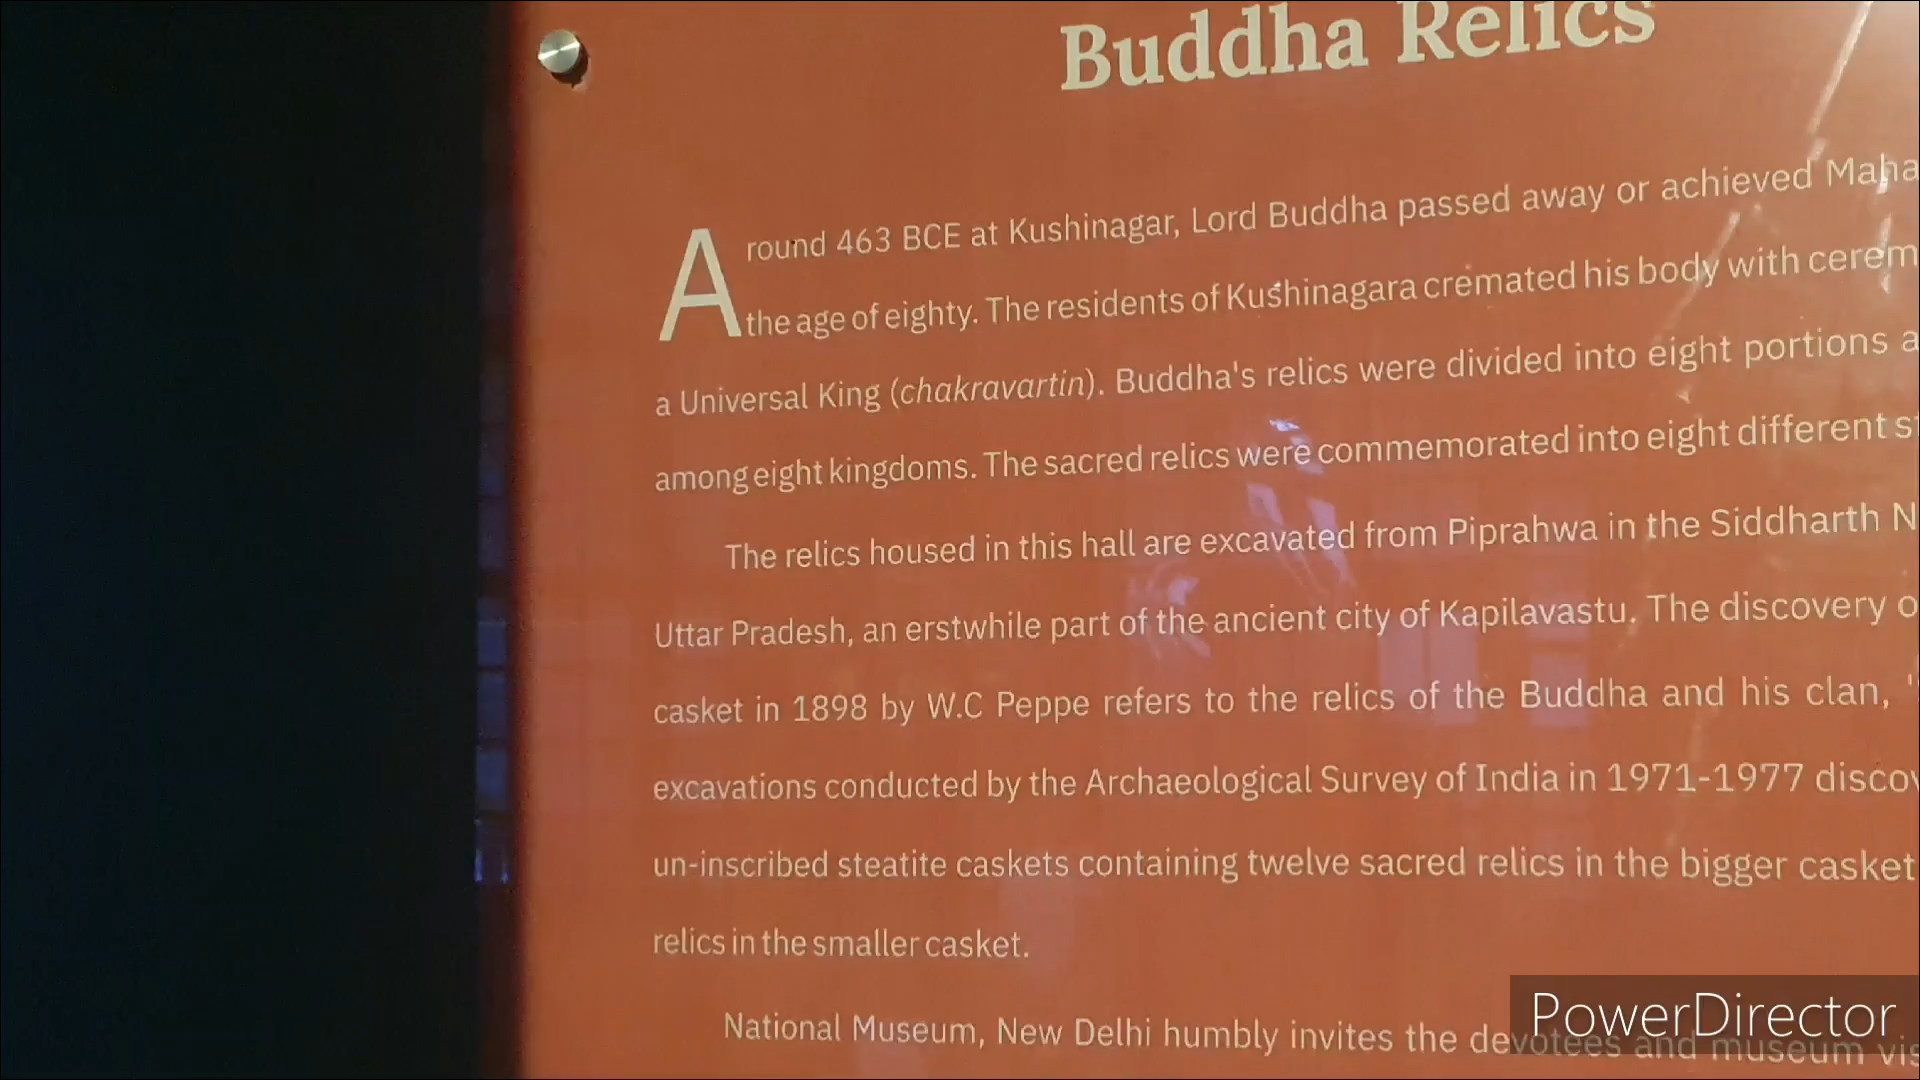 Buddha Relics
Around 463 BCE at Kushinagar, Lord Buddha passed away or achieved Maha
the age of eighty. The residents of Kushinagara cremated his body with cerem
a Universal King (chakravartin). Buddha's relics were divided into eight portions a
among eight kingdoms. The sacred relics were commemorated into eight different s
The relics housed in this hall are excavated from Piprahwa in the Siddharth N
Uttar Pradesh, an erstwhile part of the ancient city of Kapilavastu. The discovery o
casket in 1898 by W.C Peppe refers to the relics of the Buddha and his clan, '
excavations conducted by the Archaeological Survey of India in 1971-1977 discov
un-inscribed steatite caskets containing twelve sacred relics in the bigger casket
relics in the smaller casket.
National Museum, New Delhi humbly invites the devotees and museum vis
PowerDirector